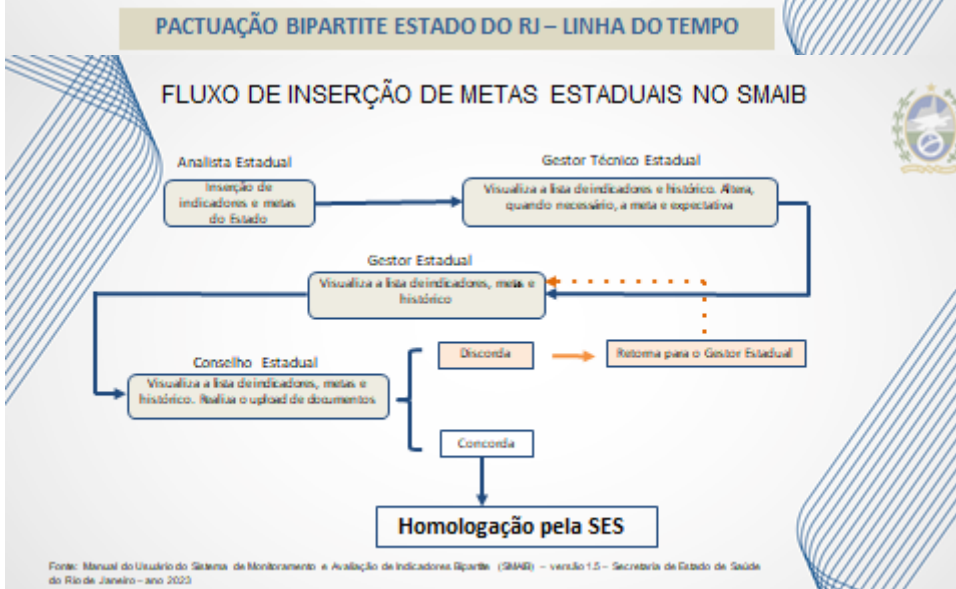 PACTUAÇÃO BIPARTITE ESTADO DO RJ – LINHA DO TEMPO
FLUXO DE INSERÇÃO DE METAS ESTADUAIS NO SMAIB
Analista Estadual
Inserção de
indicadores e metas
do Estado
Gestor Técnico Estadual
Visualiza a lista de indicadores e histórico. Altera,
quando necessário, a meta e expectativa
Gestor Estadual
Visualiza a lista de indicadores, metas e
histórico
Conselho Estadual
Visualiza a lista de indicadores, metas e
histórico. Realiza o upload de documentos
Discorda
Retorna para o Gestor Estadual
Concorda
Homologação pela SES
Fonte: Manual do Usuário do Sistema de Monitoramento e Avaliação de Indicadores Bipartite (SMAIB) – versão 1.5 – Secretaria de Estado de Saúde
do Rio de Janeiro – ano 2023